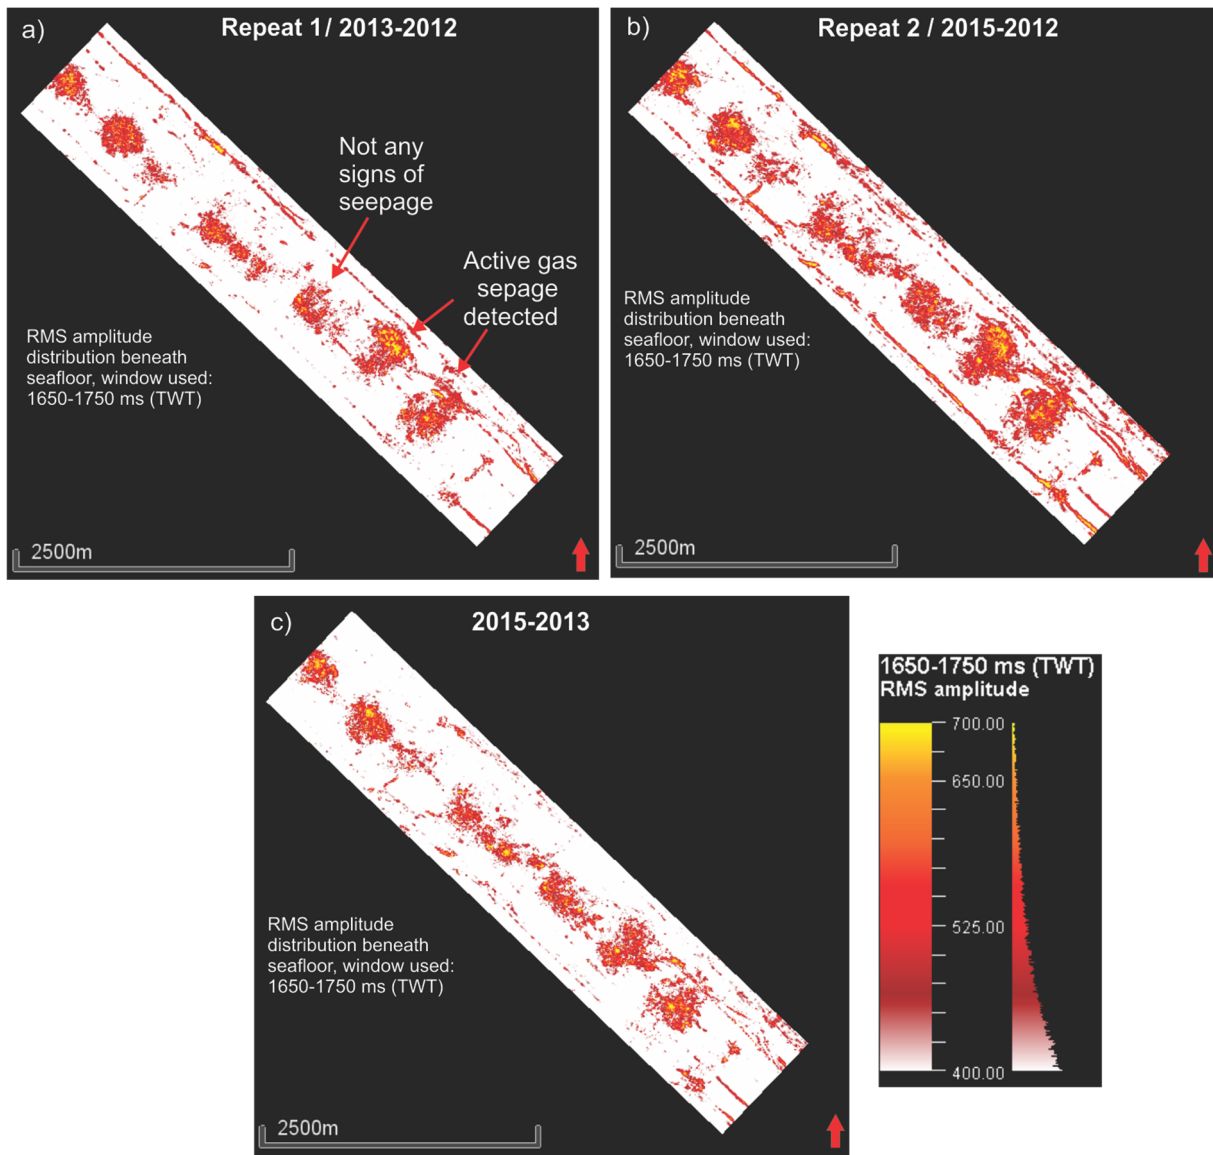 a)
Repeat 1/ 2013-2012
Not any
signs of
seepage
Active gas
sepage
detected
RMS amplitude
distribution beneath
seafloor, window used:
1650-1750 ms (TWT)
2500m
b)
Repeat 2 / 2015-2012
RMS amplitude
distribution beneath
seafloor, window used:
1650-1750 ms (TWT)
2500m
c)
2015-2013
RMS amplitude
distribution beneath
seafloor, window used:
1650-1750 ms (TWT)
2500m
1650-1750 ms (TWT)
RMS amplitude
700.00
650.00
525.00
400.00